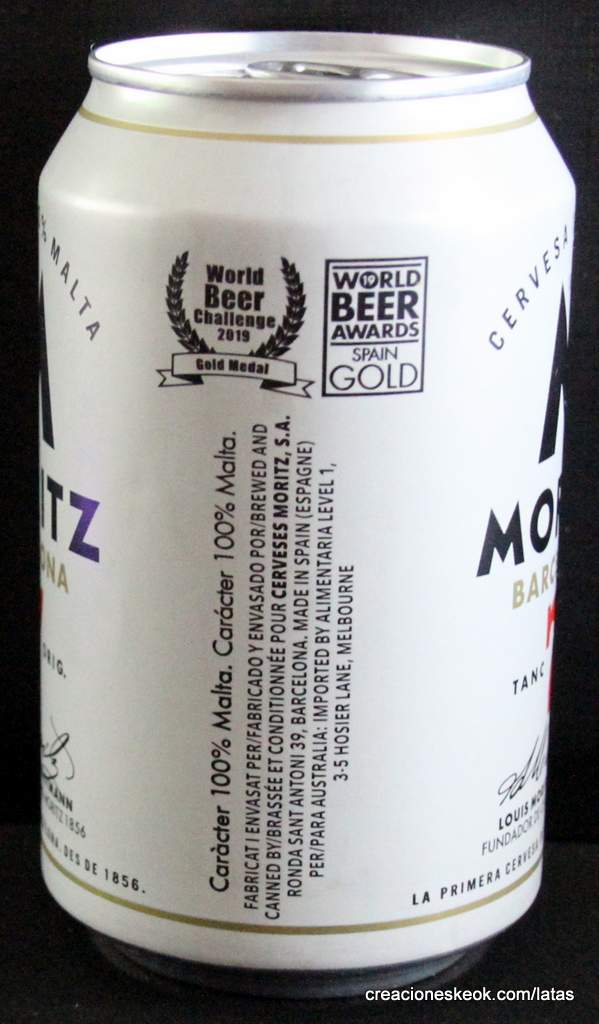 % MALTA
ITZ
ONA
ORIG.
MANN
MORITZ 1856
DES DE 1856.
World
Beer
Challenge
2019
Gold Medal
WORLD
19
BEER
AWARDS
SPAIN
GOLD
Caràcter 100% Malta. Carácter 100% Malta.
FABRICAT I ENVASAT PER/FABRICADO Y ENVASADO POR/BREWED AND
CANNED BY/BRASSÉE ET CONDITIONNÉE POUR CERVESES MORITZ, S.A.
RONDA SANT ANTONI 39, BARCELONA. MADE IN SPAIN (ESPAGNE)
PER/PARA AUSTRALIA: IMPORTED BY ALIMENTARIA LEVEL 1,
3-5 HOSIER LANE, MELBOURNE
CERVESA
MOR
BARC
TANC
LOUIS MO
FUNDADOR DE
LA PRIMERA CERVESA
creacioneskeok.com/latas